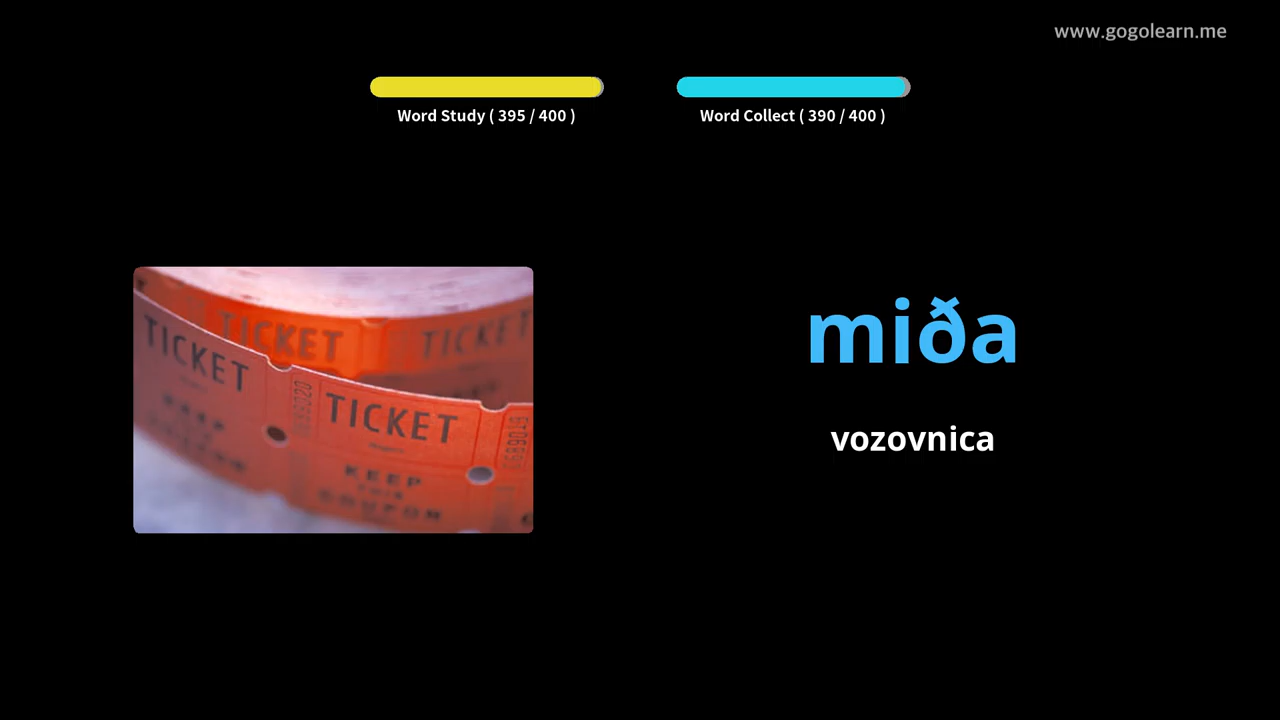 www.gogolearn.me
Word Study ( 395 / 400 )
Word Collect ( 390 / 400 )
TICKET
TICKET
TICKET
TICKET
KEEP
miða
vozovnica